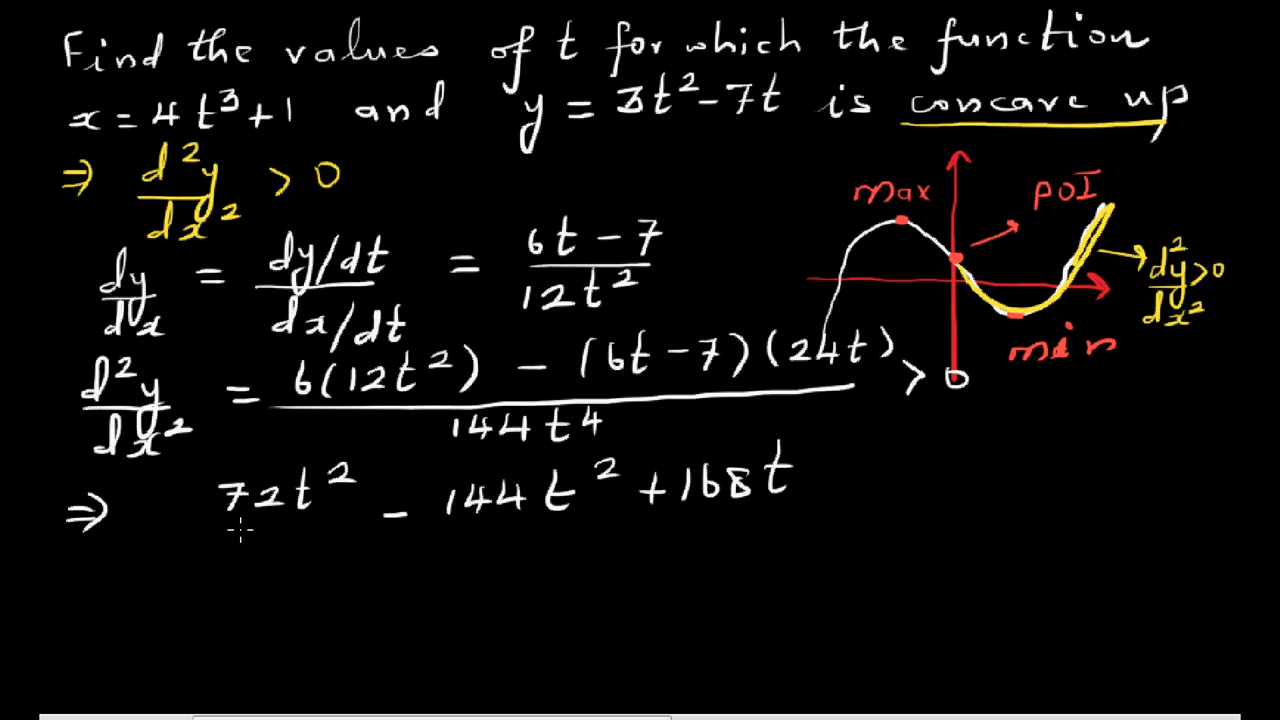 Find the values of t for which the function
x = 4t³+1 and y = 3t²-7t is concave up
⇒ d²y/dx² > 0
dy/dx = dy/dt / dx/dt = 6t-7 / 12t²
d²y/dx² = 6(12t²) - (6t-7)(24t) / 144t⁴ > 0
⇒ 72t² - 144t² + 168t
max
POI
d²y/dx² > 0
min